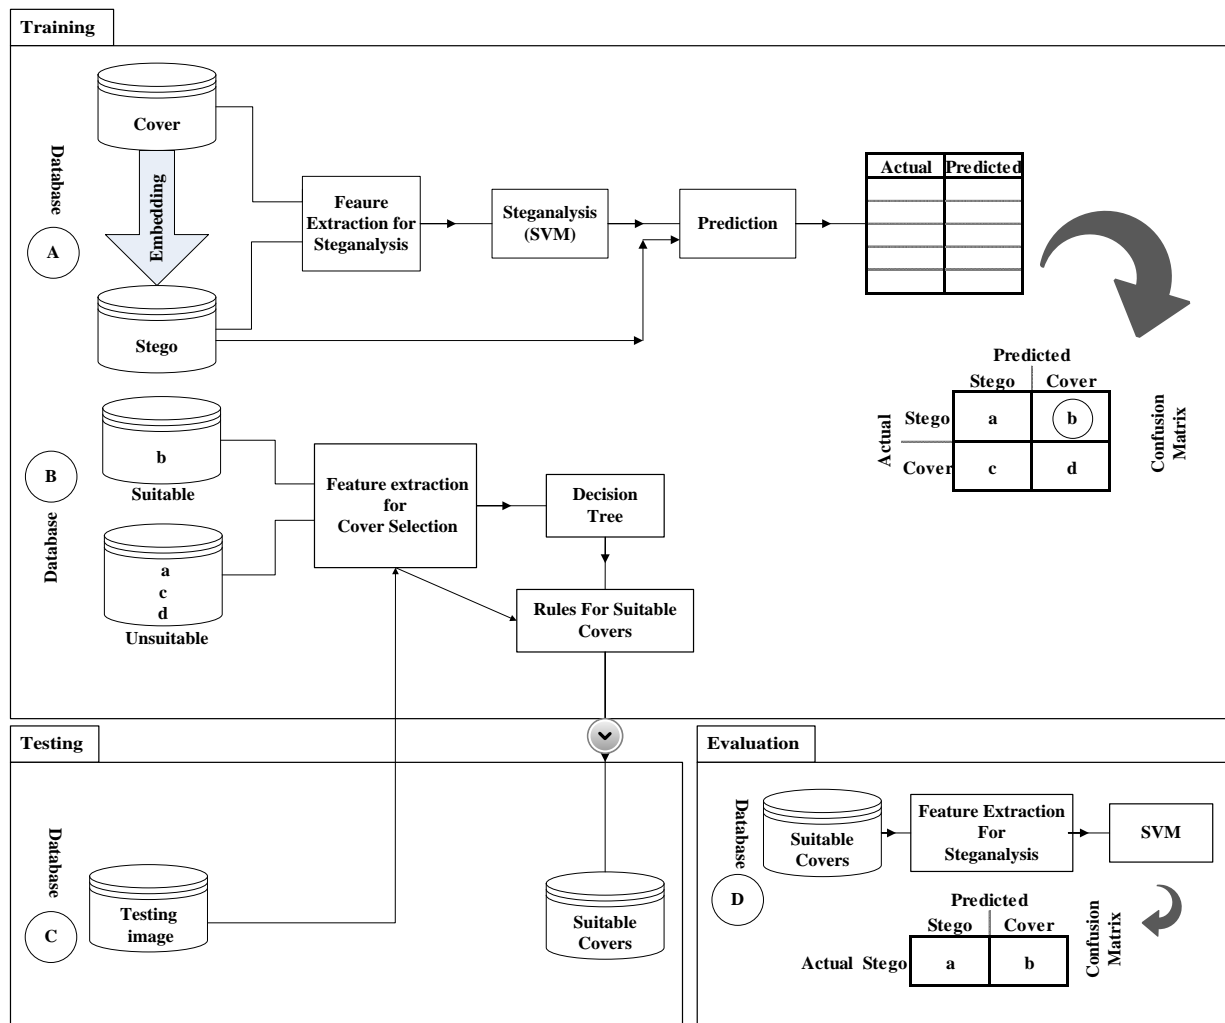 Training
Cover
Database
A
Embedding
Stego
Feaure
Extraction for
Steganalysis
Steganalysis
(SVM)
Prediction
Actual Predicted
Predicted
Stego Cover
Actual
Stego a b
Cover c d
Confusion
Matrix
B
Database
b
Suitable
a
c
d
Unsuitable
Feature extraction
for
Cover Selection
Decision
Tree
Rules For Suitable
Covers
Testing
Database
C
Testing
image
Suitable
Covers
Evaluation
Database
D
Suitable
Covers
Feature Extraction
For
Steganalysis
SVM
Predicted
Stego Cover
Actual Stego a b
Confusion
Matrix